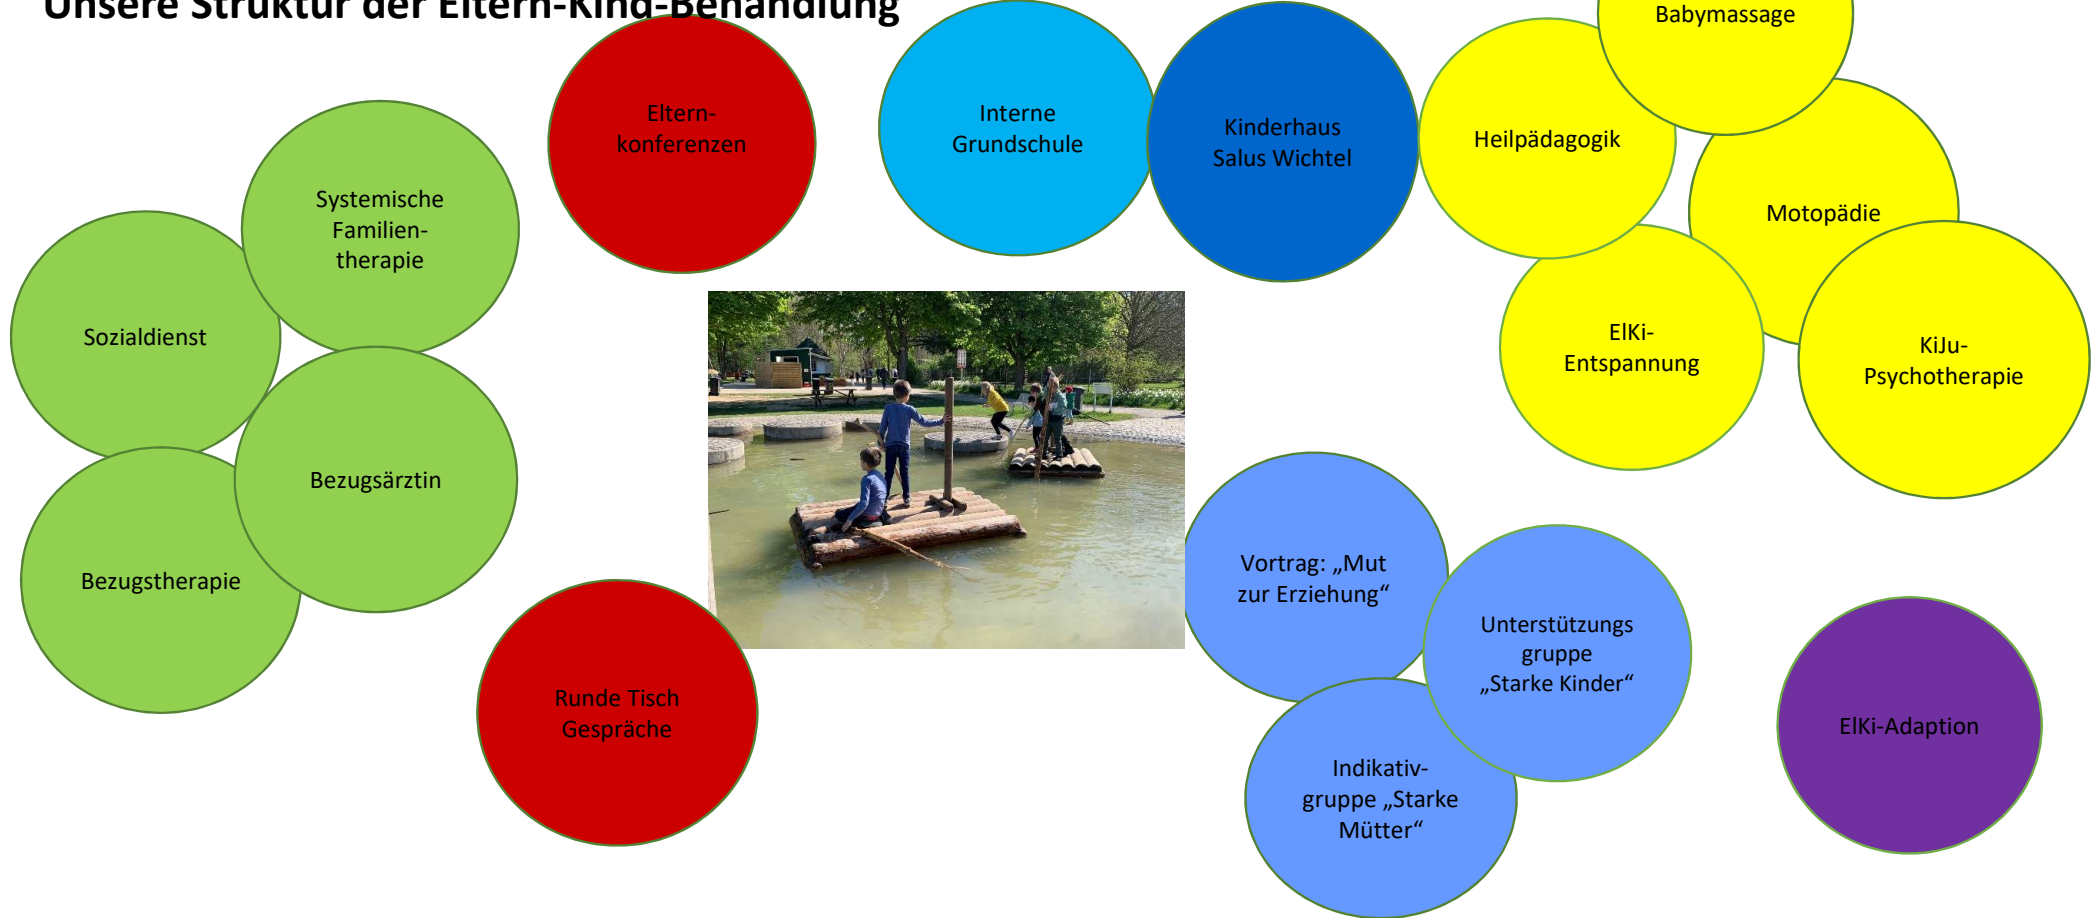 Unsere Struktur der Eltern-Kind-Behandlung
Babymassage
Eltern-
konferenzen
Interne
Grundschule
Kinderhaus
Salus Wichtel
Heilpädagogik
Motopädie
Systemische
Familien-
therapie
Sozialdienst
ElKi-
Entspannung
KiJu-
Psychotherapie
Bezugsärztin
Bezugstherapie
Vortrag: „Mut
zur Erziehung“
Unterstützungs
gruppe
„Starke Kinder“
Runde Tisch
Gespräche
ElKi-Adaption
Indikativ-
gruppe „Starke
Mütter“